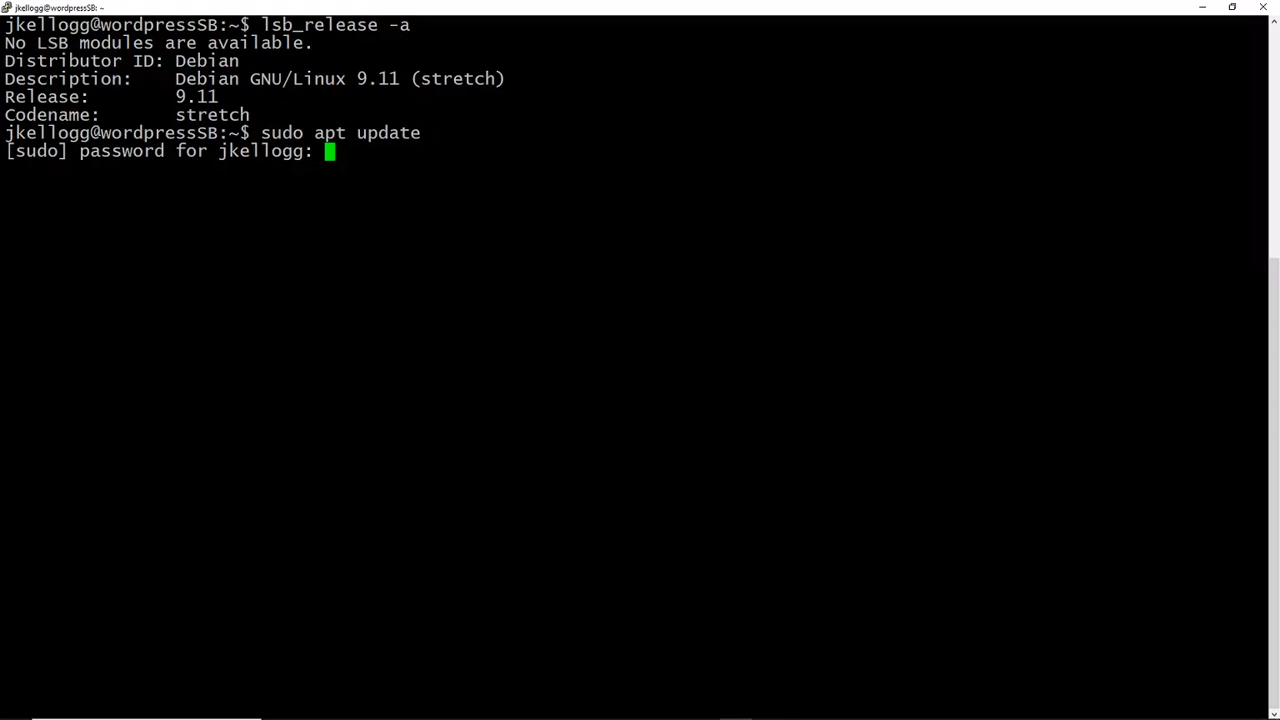 jkellogg@wordpressSB: ~
jkellogg@wordpressSB:~$ lsb_release -a
No LSB modules are available.
Distributor ID: Debian
Description:    Debian GNU/Linux 9.11 (stretch)
Release:        9.11
Codename:       stretch
jkellogg@wordpressSB:~$ sudo apt update
[sudo] password for jkellogg: